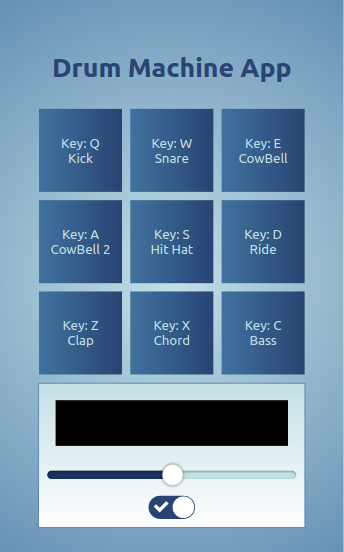 Drum Machine App
Key: Q
Kick
Key: W
Snare
Key: E
CowBell
Key: A
CowBell 2
Key: S
Hit Hat
Key: D
Ride
Key: Z
Clap
Key: X
Chord
Key: C
Bass